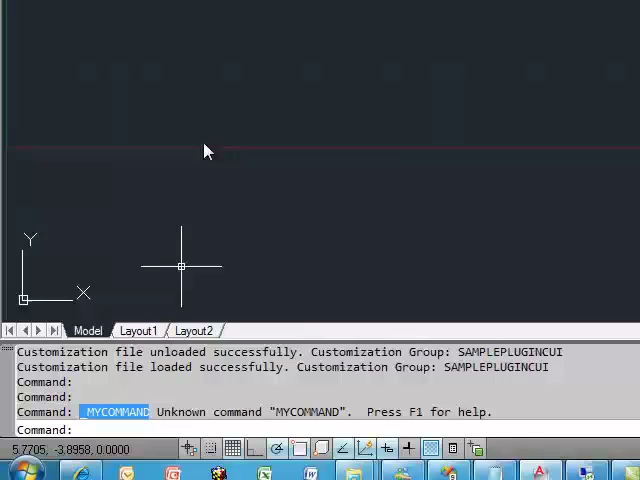 Y
X
Model Layout1 Layout2
Customization file unloaded successfully. Customization Group: SAMPLEPLUGINCUI
Customization file loaded successfully. Customization Group: SAMPLEPLUGINCUI
Command:
Command:
Command: _MYCOMMAND Unknown command "MYCOMMAND". Press F1 for help.
Command:
5.7705, -3.8958, 0.0000